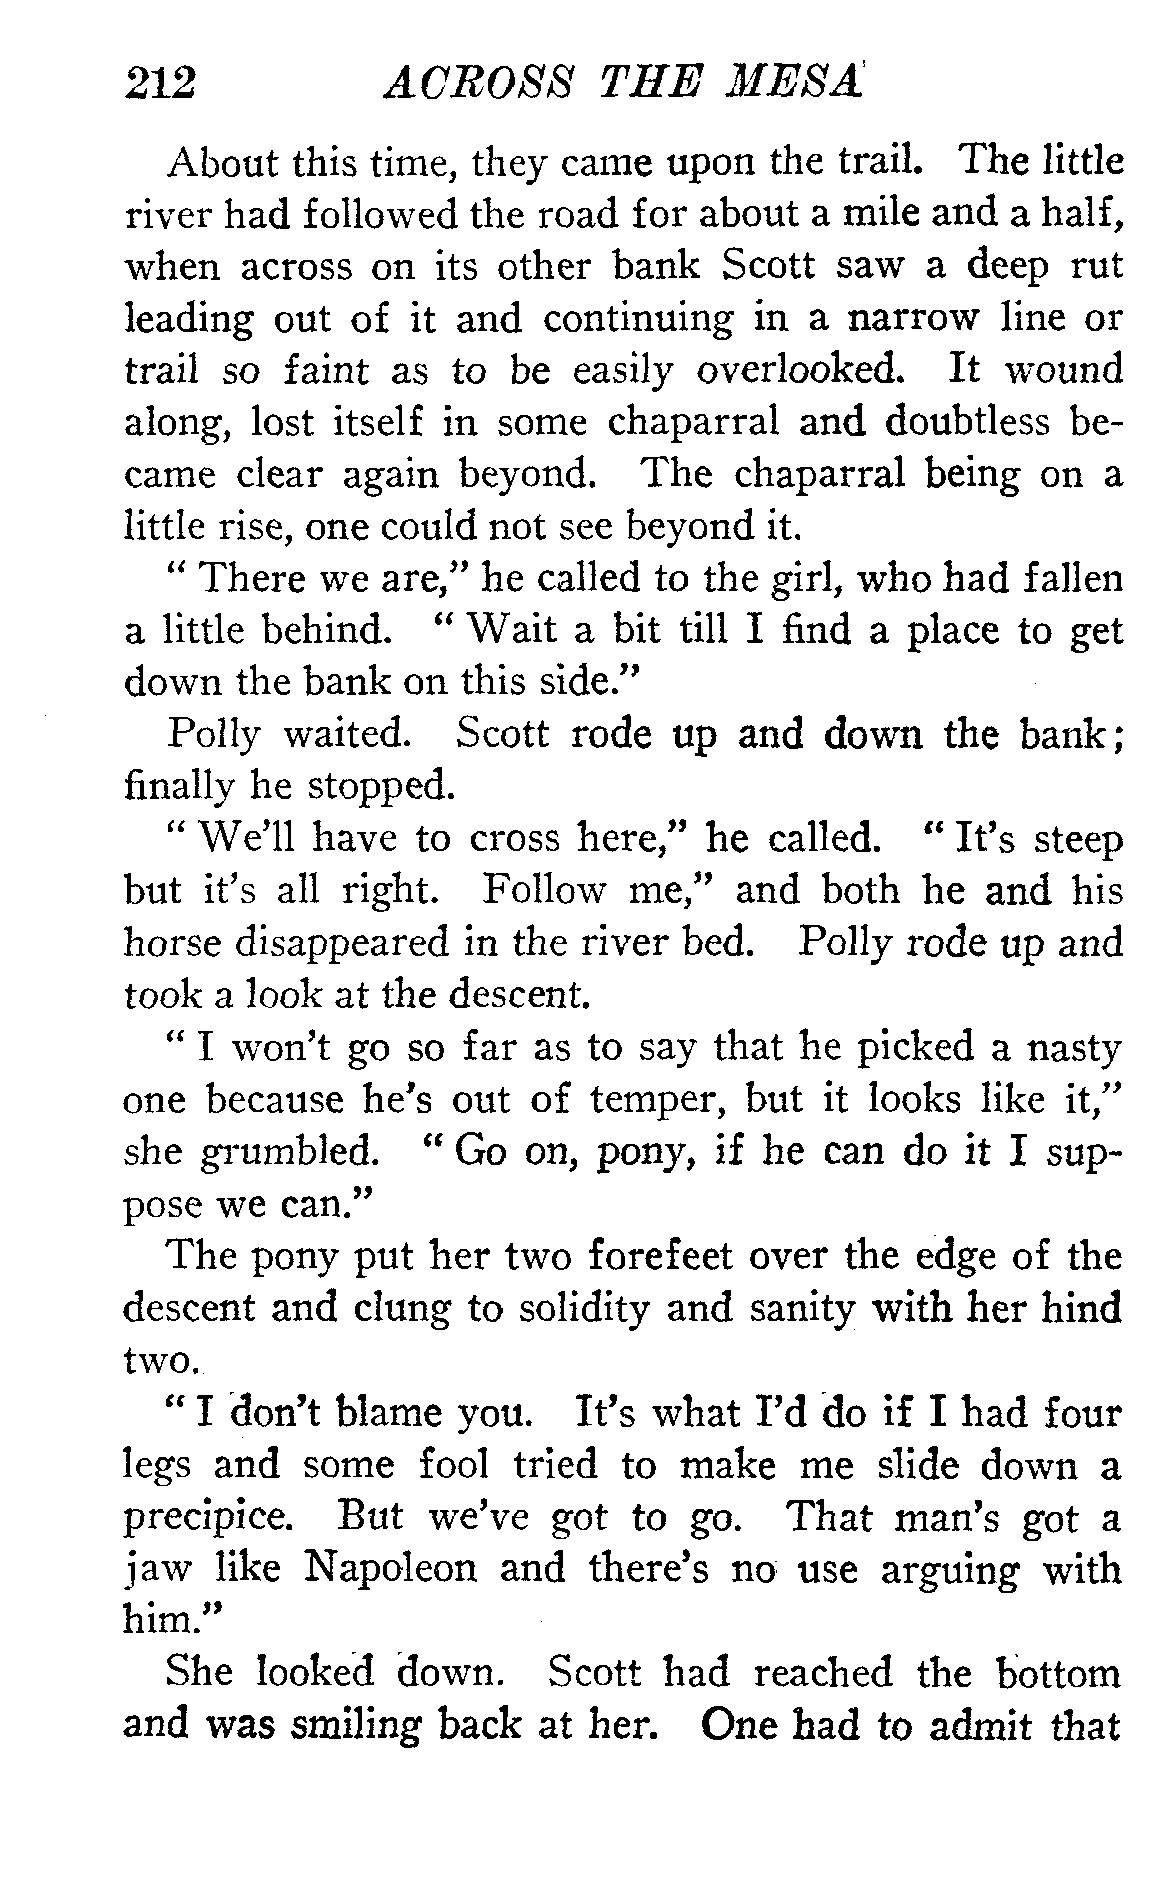 212 ACROSS THE MESA
About this time, they came upon the trail. The little
river had followed the road for about a mile and a half,
when across on its other bank Scott saw a deep rut
leading out of it and continuing in a narrow line or
trail so faint as to be easily overlooked. It wound
along, lost itself in some chaparral and doubtless be-
came clear again beyond. The chaparral being on a
little rise, one could not see beyond it.
" There we are," he called to the girl, who had fallen
a little behind. " Wait a bit till I find a place to get
down the bank on this side."
Polly waited. Scott rode up and down the bank;
finally he stopped.
" We'll have to cross here," he called. " It's steep
but it's all right. Follow me," and both he and his
horse disappeared in the river bed. Polly rode up and
took a look at the descent.
" I won't go so far as to say that he picked a nasty
one because he's out of temper, but it looks like it,"
she grumbled. " Go on, pony, if he can do it I sup-
pose we can."
The pony put her two forefeet over the edge of the
descent and clung to solidity and sanity with her hind
two.
" I don't blame you. It's what I'd do if I had four
legs and some fool tried to make me slide down a
precipice. But we've got to go. That man's got a
jaw like Napoleon and there's no use arguing with
him."
She looked down. Scott had reached the bottom
and was smiling back at her. One had to admit that